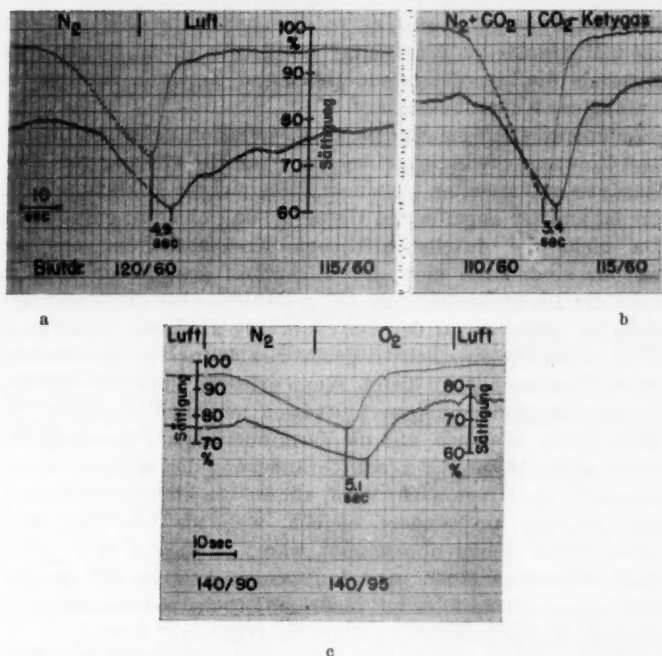 N₂ Luft
100
%
90
80
70
60
Sättigung
10
sec
4,9
sec
Blutdr. 120/60 115/60
a
N₂ + CO₂ CO₂-Ketygas
3,4
sec
110/60 115/60
b
Luft N₂ O₂ Luft
100
90
80
70
%
Sättigung
80
70
60
%
Sättigung
5,1
sec
10 sec
140/90 140/95
c